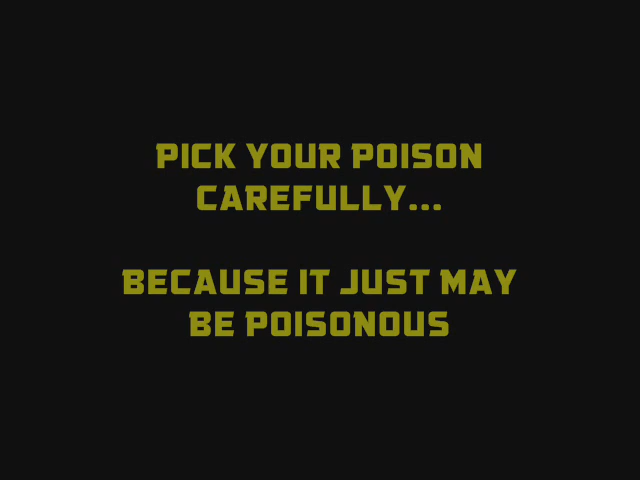 PICK YOUR POISON
CAREFULLY...
BECAUSE IT JUST MAY
BE POISONOUS